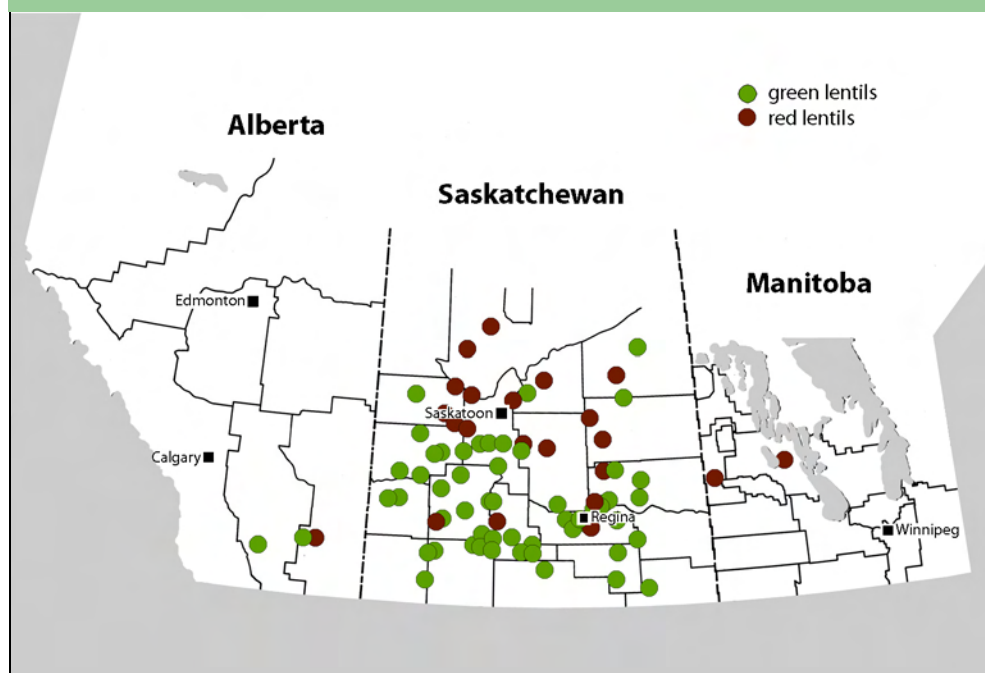 green lentils
red lentils
Alberta
Saskatchewan
Manitoba
Edmonton
Saskatoon
Calgary
Regina
Winnipeg